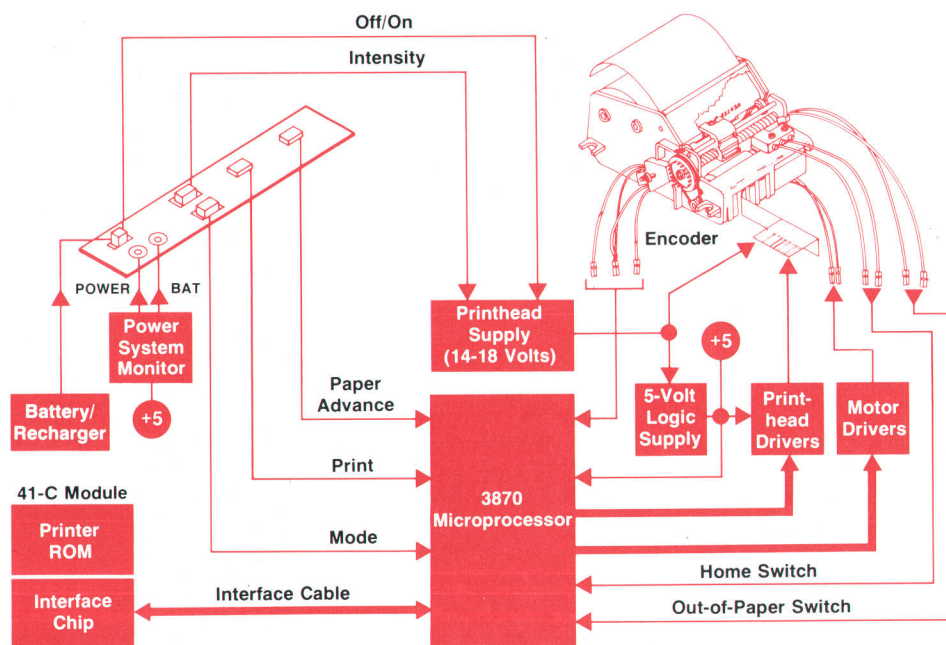 Off/On
Intensity
Encoder
POWER
BAT
Power
System
Monitor
Printhead
Supply
(14-18 Volts)
+5
Battery/
Recharger
+5
Paper
Advance
5-Volt
Logic
Supply
Print-
head
Drivers
Motor
Drivers
Print
41-C Module
Printer
ROM
3870
Microprocessor
Mode
Home Switch
Interface
Chip
Interface Cable
Out-of-Paper Switch